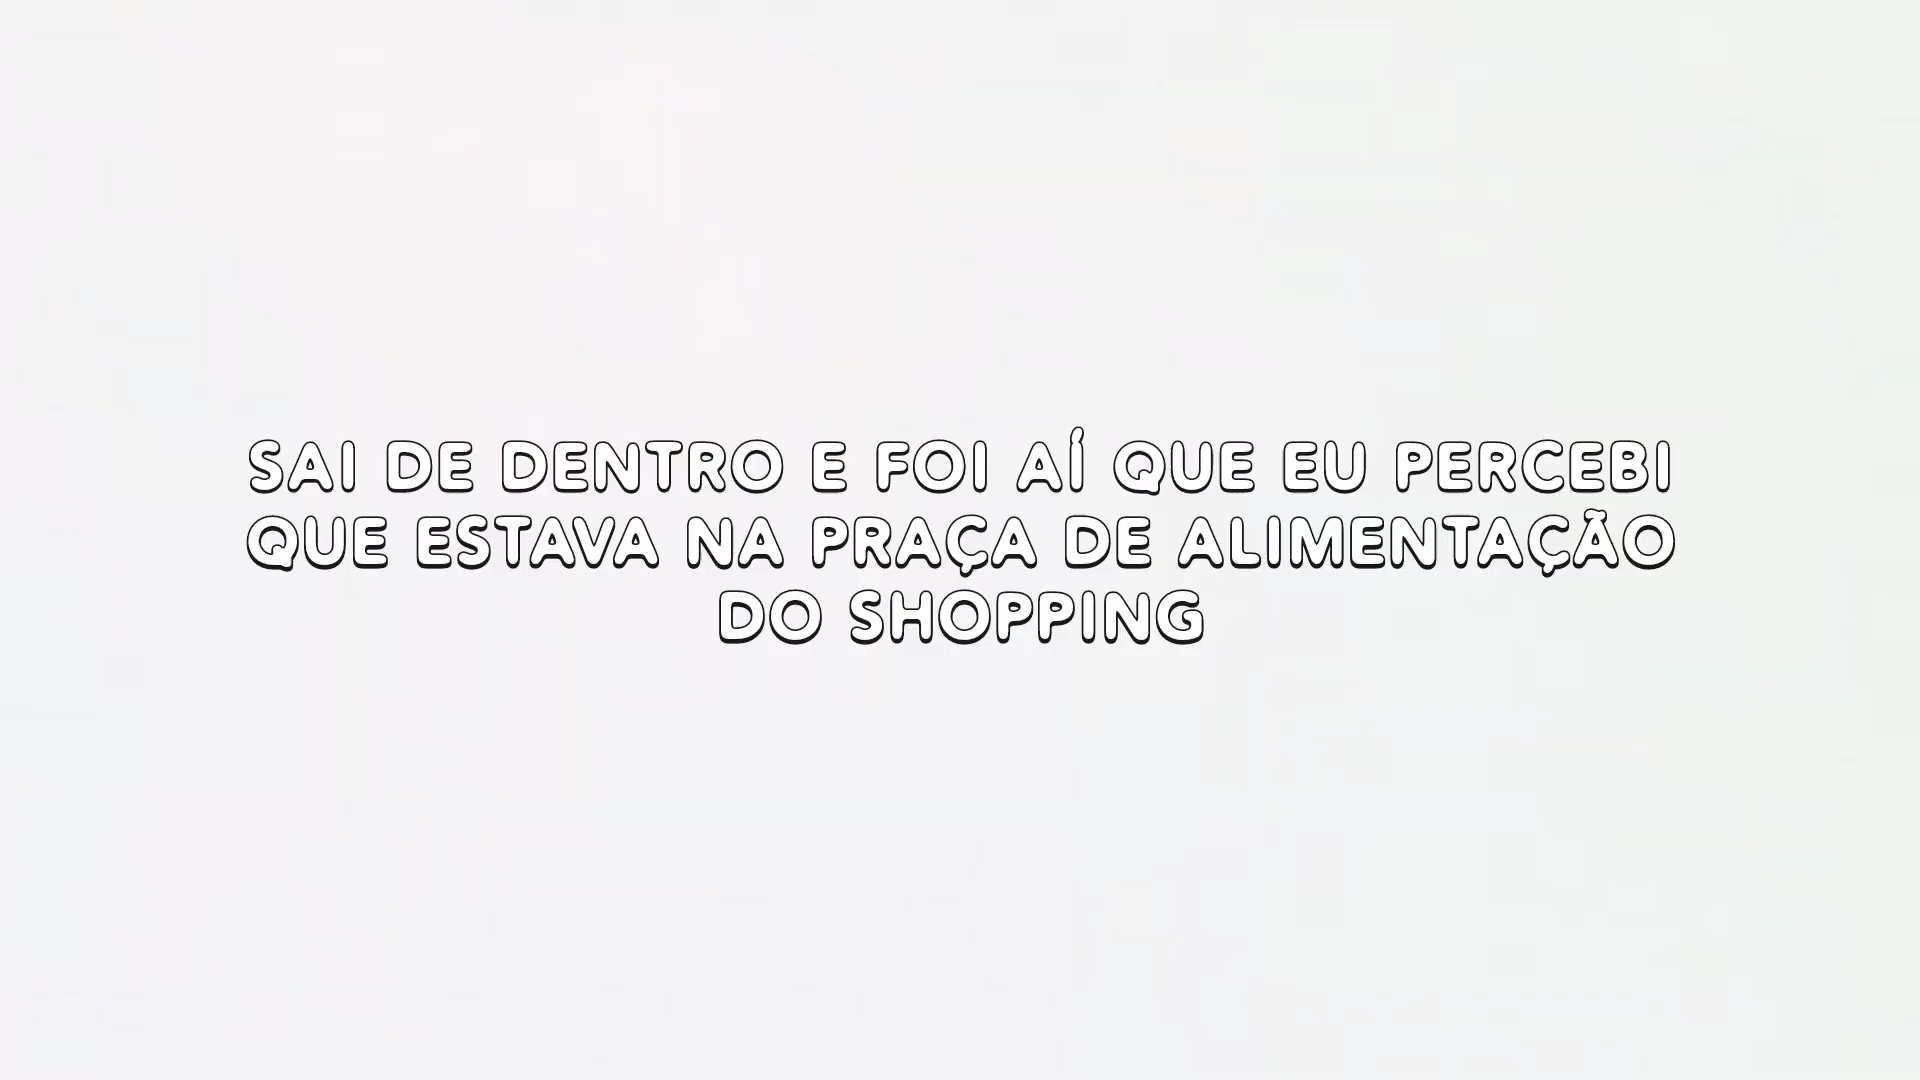 SAI DE DENTRO E FOI AÍ QUE EU PERCEBI
QUE ESTAVA NA PRAÇA DE ALIMENTAÇÃO
DO SHOPPING